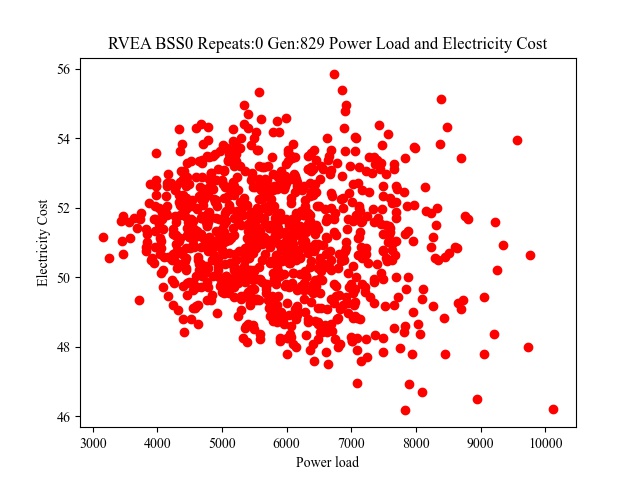 RVEA BSS0 Repeats:0 Gen:829 Power Load and Electricity Cost
56
54
52
50
48
46
Electricity Cost
3000 4000 5000 6000 7000 8000 9000 10000
Power load